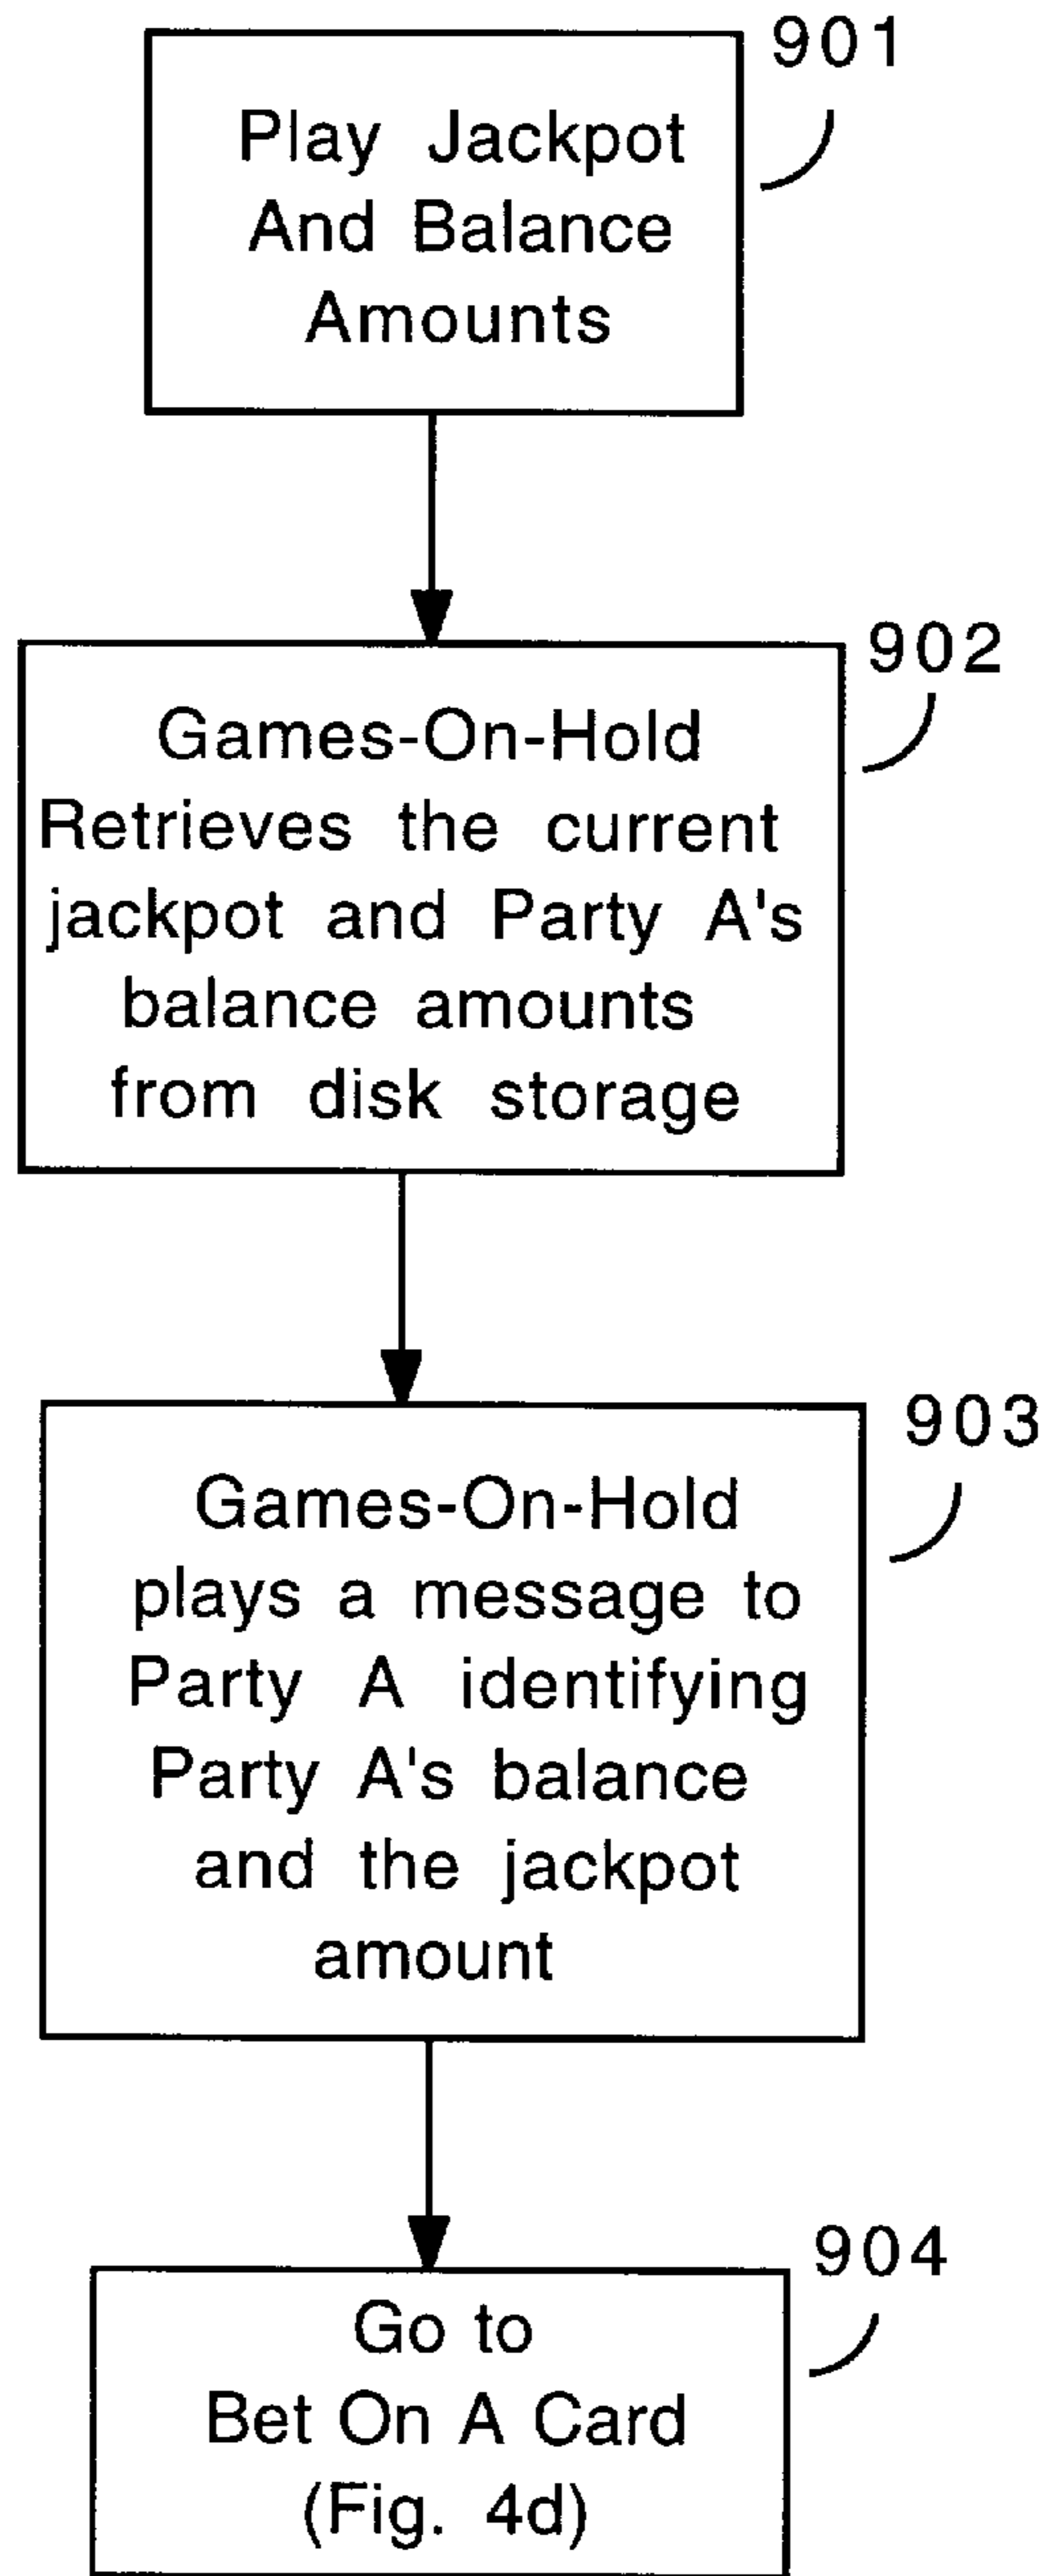 901
Play Jackpot
And Balance
Amounts
902
Games-On-Hold
Retrieves the current
jackpot and Party A's
balance amounts
from disk storage
903
Games-On-Hold
plays a message to
Party A identifying
Party A's balance
and the jackpot
amount
904
Go to
Bet On A Card
(Fig. 4d)